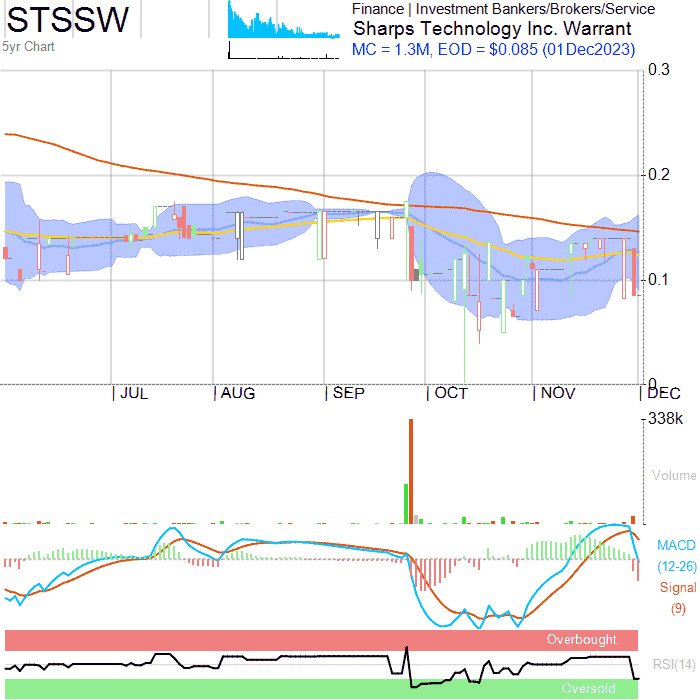 STSSW
5yr Chart
Finance | Investment Bankers/Brokers/Service
Sharps Technology Inc. Warrant
MC = 1.3M, EOD = $0.085 (01Dec2023)
0.3
0.2
0.1
0
JUL AUG SEP OCT NOV DEC
338k
Volume
MACD
(12-26)
Signal
(9)
Overbought
RSI(14)
Oversold